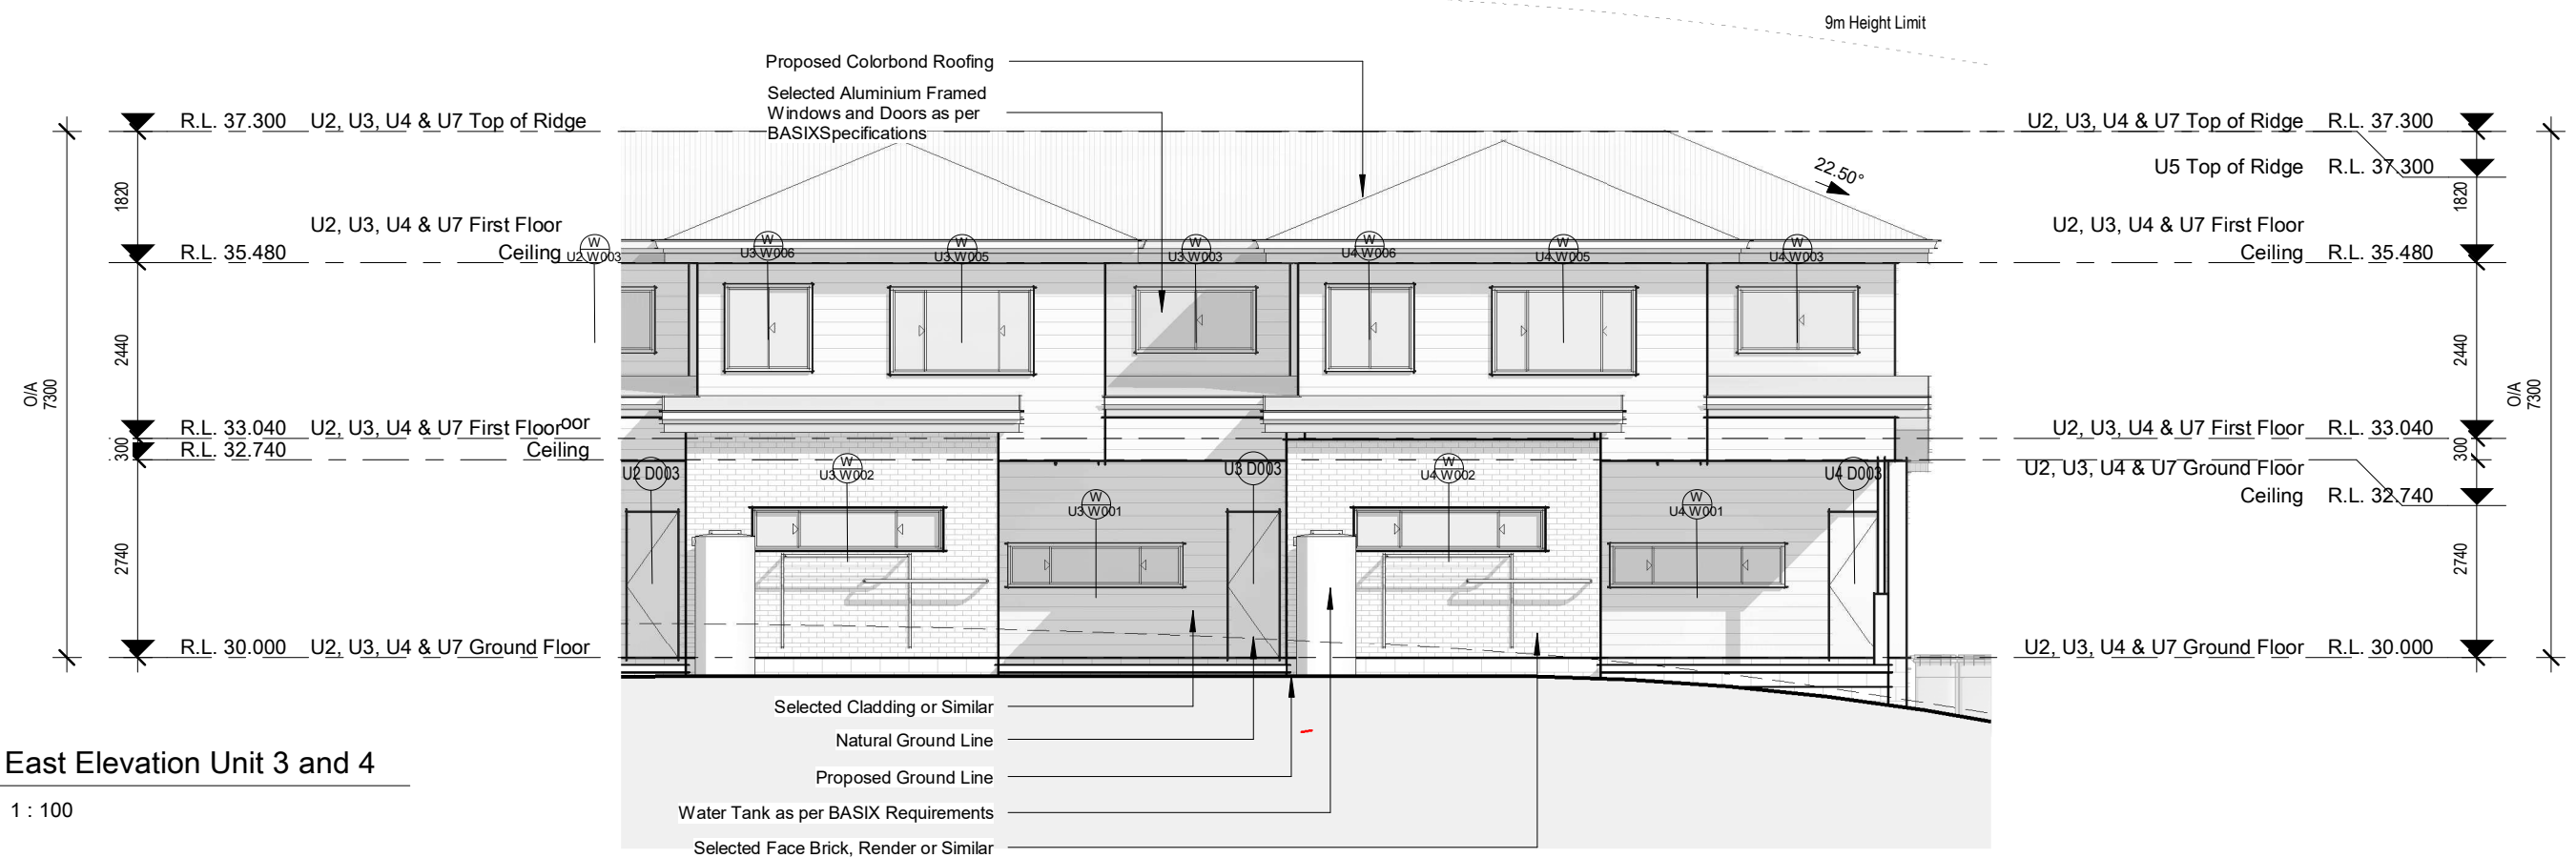 9m Height Limit
Proposed Colorbond Roofing
Selected Aluminium Framed
Windows and Doors as per
BASIXSpecifications
R.L. 37.300 U2, U3, U4 & U7 Top of Ridge
U2, U3, U4 & U7 Top of Ridge R.L. 37.300
U5 Top of Ridge R.L. 37.300
22.50°
1820
1820
U2, U3, U4 & U7 First Floor
Ceiling
R.L. 35.480
U2, U3, U4 & U7 First Floor
Ceiling R.L. 35.480
W
U2 W003
W
U3 W006
W
U3 W005
W
U3 W003
W
U4 W006
W
U4 W005
W
U4 W003
2440
2440
O/A
7300
O/A
7300
R.L. 33.040 U2, U3, U4 & U7 First Floor
oor
R.L. 32.740
Ceiling
300
U2, U3, U4 & U7 First Floor R.L. 33.040
300
U2, U3, U4 & U7 Ground Floor
Ceiling R.L. 32.740
U2 D003
W
U3 W002
W
U3 W001
U3 D003
W
U4 W002
W
U4 W001
U4 D003
2740
2740
R.L. 30.000 U2, U3, U4 & U7 Ground Floor
U2, U3, U4 & U7 Ground Floor R.L. 30.000
Selected Cladding or Similar
Natural Ground Line
Proposed Ground Line
Water Tank as per BASIX Requirements
Selected Face Brick, Render or Similar
East Elevation Unit 3 and 4
1 : 100